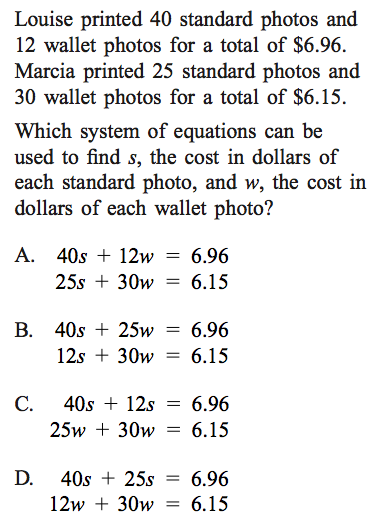 Louise printed 40 standard photos and
12 wallet photos for a total of $6.96.
Marcia printed 25 standard photos and
30 wallet photos for a total of $6.15.
Which system of equations can be
used to find s, the cost in dollars of
each standard photo, and w, the cost in
dollars of each wallet photo?
A. 40s + 12w = 6.96
25s + 30w = 6.15
B. 40s + 25w = 6.96
12s + 30w = 6.15
C. 40s + 12s = 6.96
25w + 30w = 6.15
D. 40s + 25s = 6.96
12w + 30w = 6.15